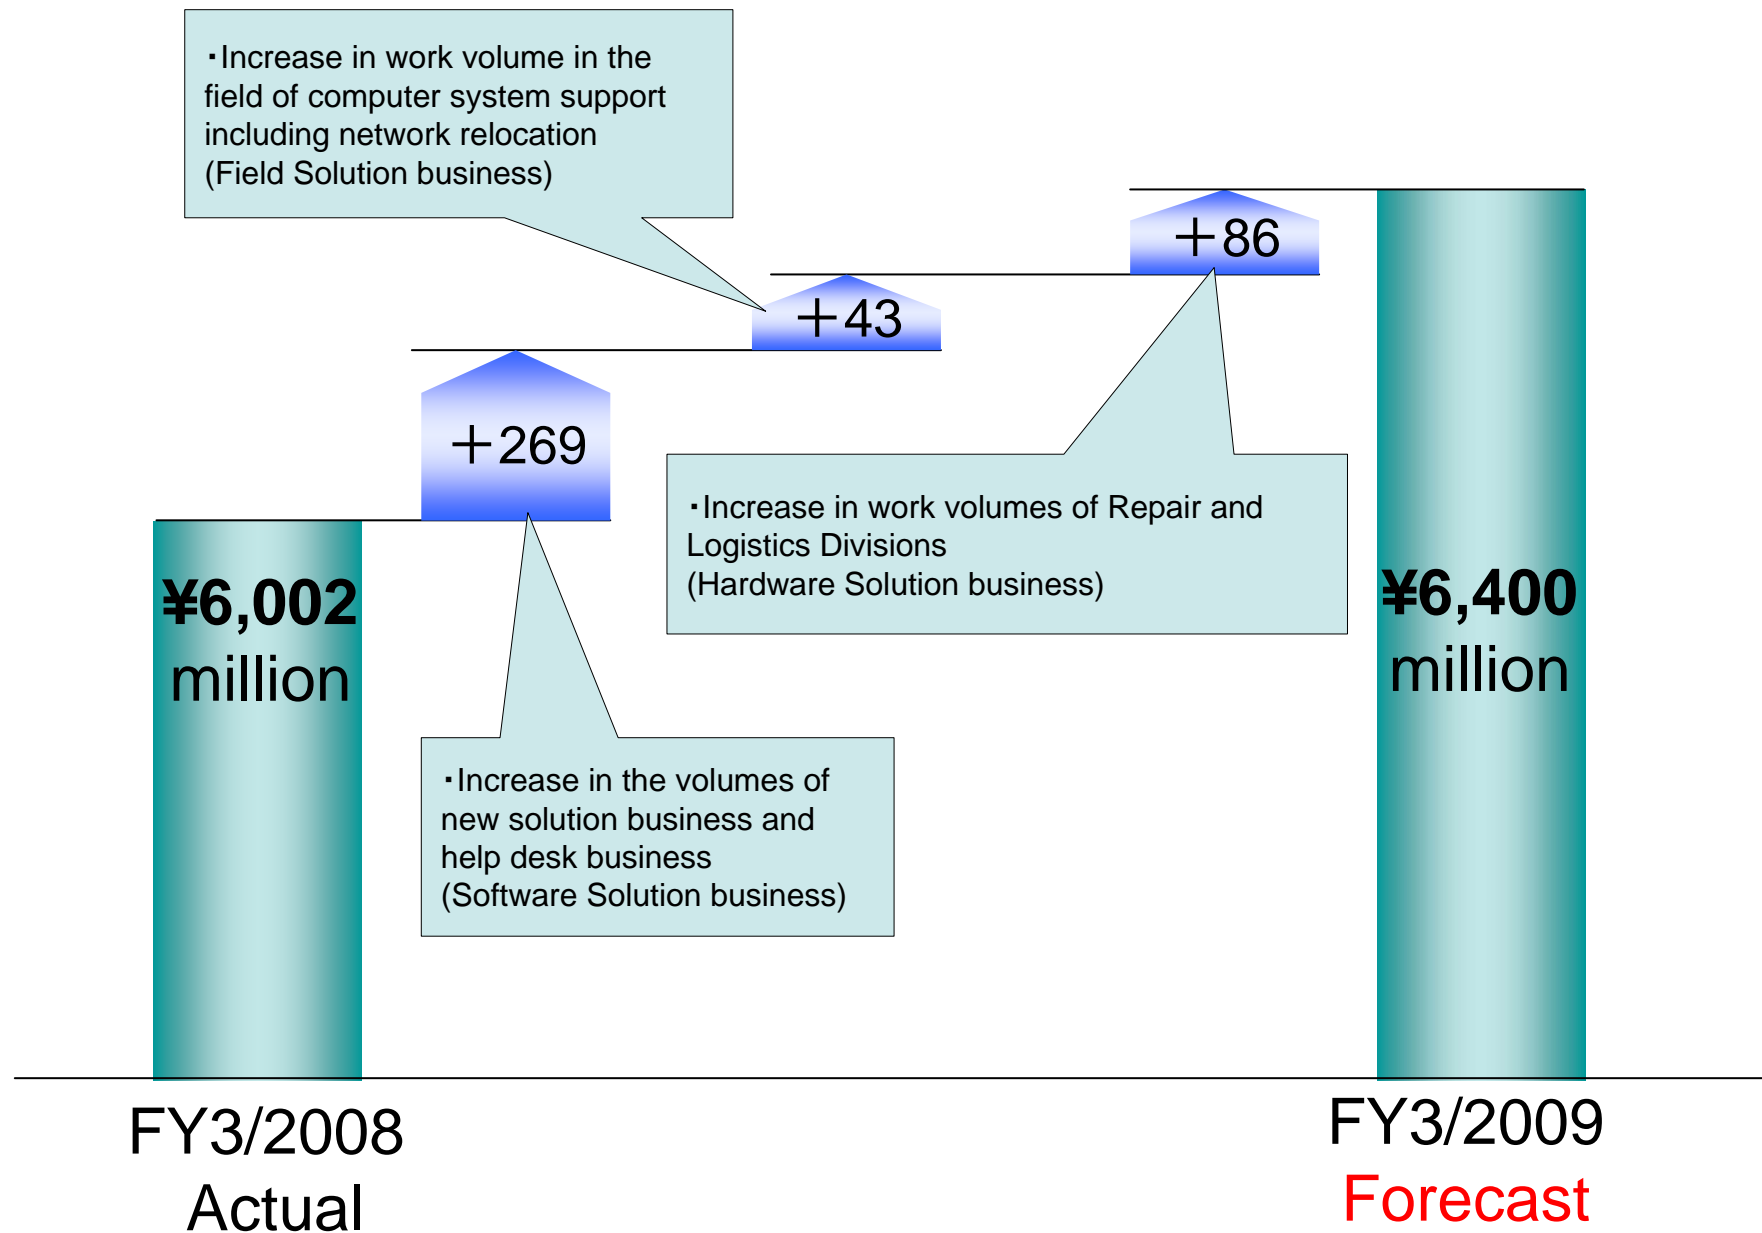 ・Increase in work volume in the
field of computer system support
including network relocation
(Field Solution business)
＋86
＋43
＋269
・Increase in work volumes of Repair and
Logistics Divisions
(Hardware Solution business)
¥6,002
million
¥6,400
million
・Increase in the volumes of
new solution business and
help desk business
(Software Solution business)
FY3/2008
Actual
FY3/2009
Forecast